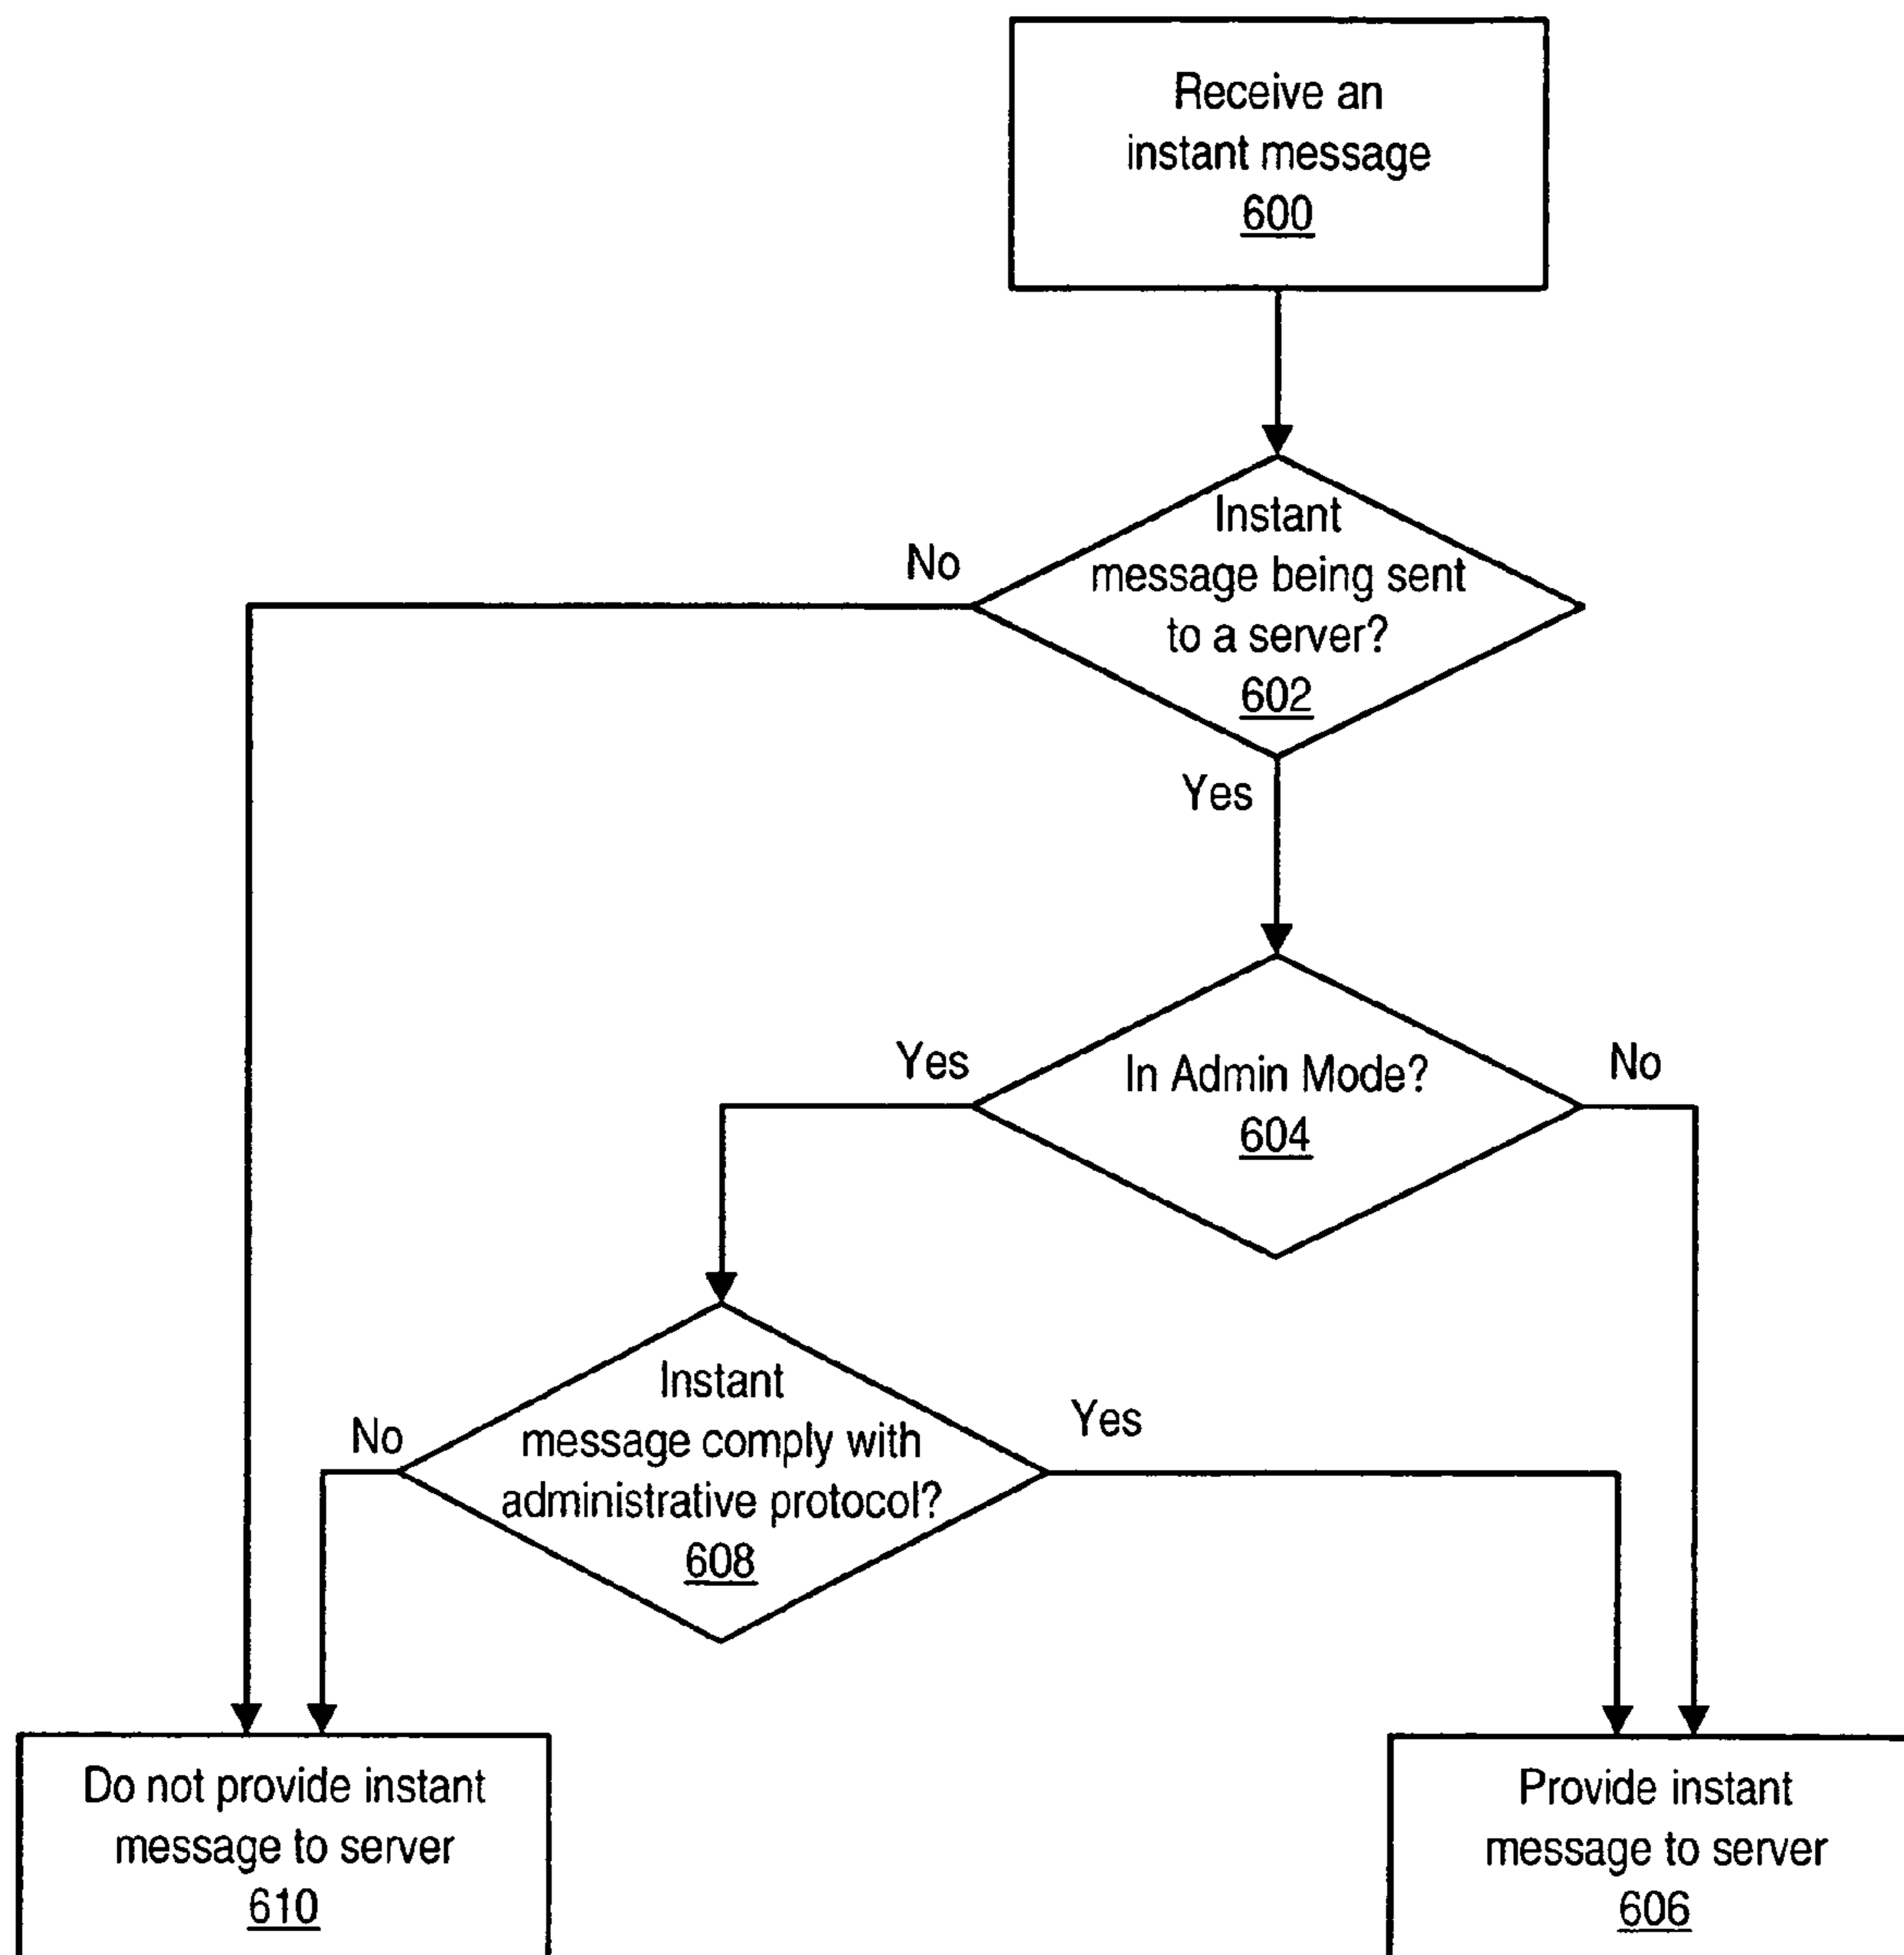 Receive an
instant message
600
Instant
message being sent
to a server?
602
No
Yes
In Admin Mode?
604
Yes
No
Instant
message comply with
administrative protocol?
608
No
Yes
Do not provide instant
message to server
610
Provide instant
message to server
606